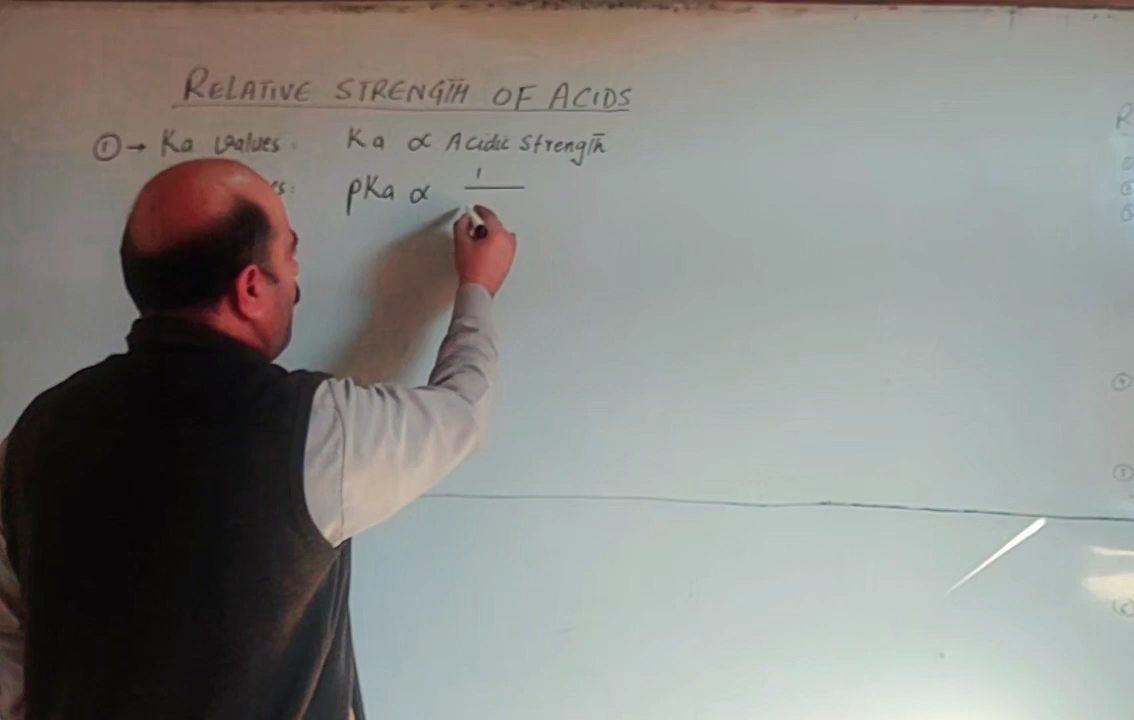 RELATIVE STRENGTH OF ACIDS
① → Ka values: Ka ∝ Acidic Strength
pKa ∝ 1